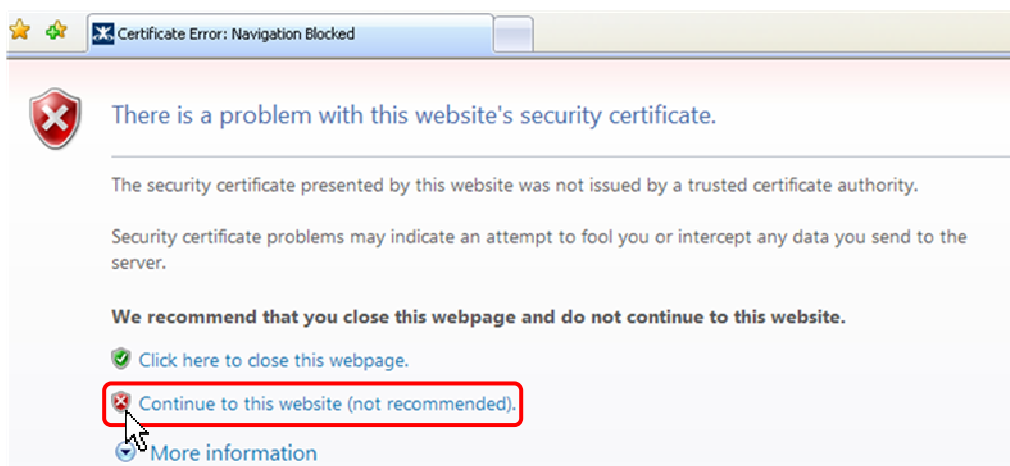 Certificate Error: Navigation Blocked
There is a problem with this website's security certificate.
The security certificate presented by this website was not issued by a trusted certificate authority.
Security certificate problems may indicate an attempt to fool you or intercept any data you send to the
server.
We recommend that you close this webpage and do not continue to this website.
Click here to close this webpage.
Continue to this website (not recommended).
More information